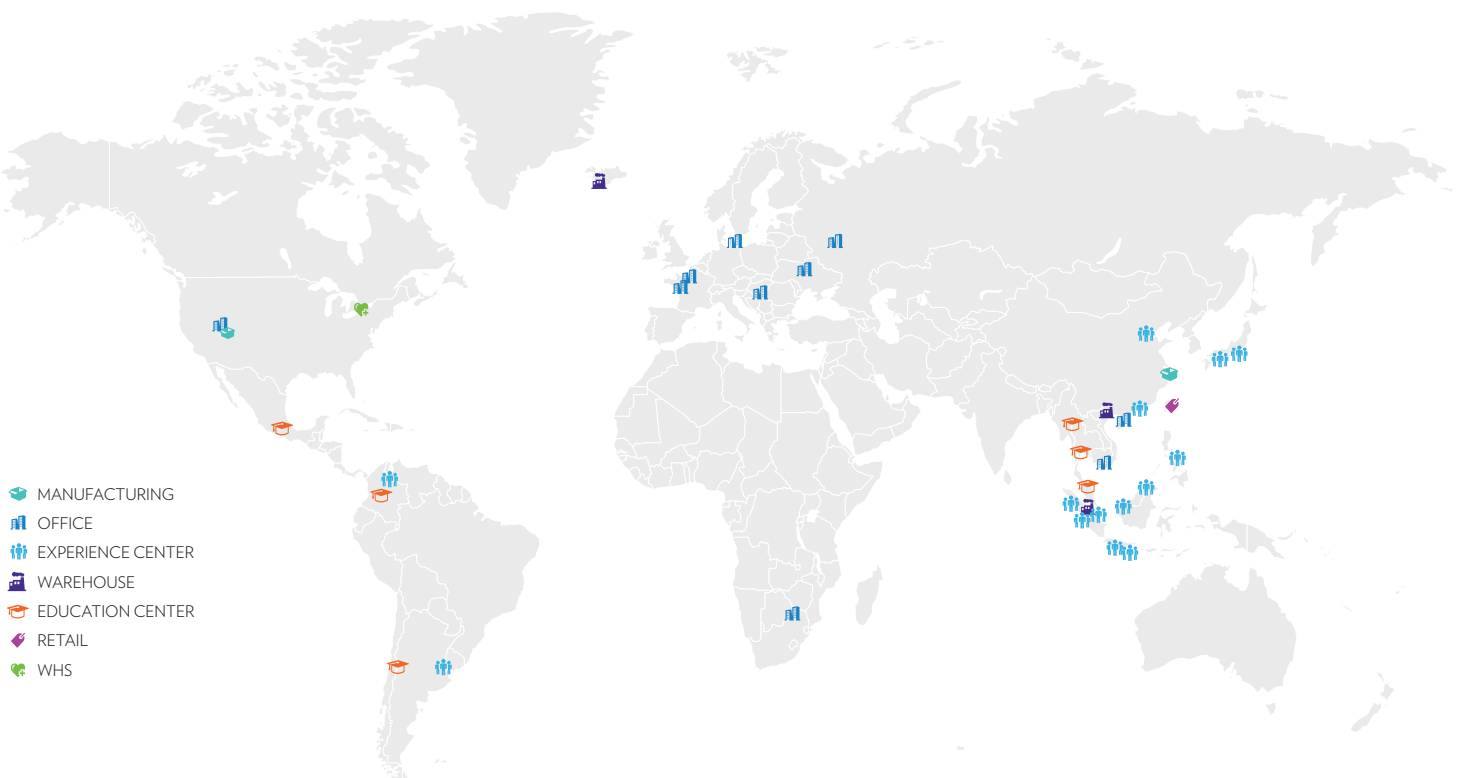 MANUFACTURING
OFFICE
EXPERIENCE CENTER
WAREHOUSE
EDUCATION CENTER
RETAIL
WHS